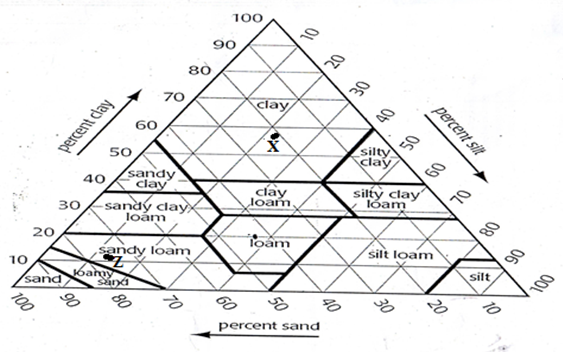 100
10
90
20
80
30
70
clay
40
60
percent clay
percent silt
50
x
50
silty
clay
60
sandy
clay
40
clay
loam
silty clay
loam
70
30
sandy clay
loam
80
20
sandy loam
loam
silt loam
90
10
z
loamy
sand
sand
silt
100
100
90
80
70
60
50
40
30
20
10
percent sand